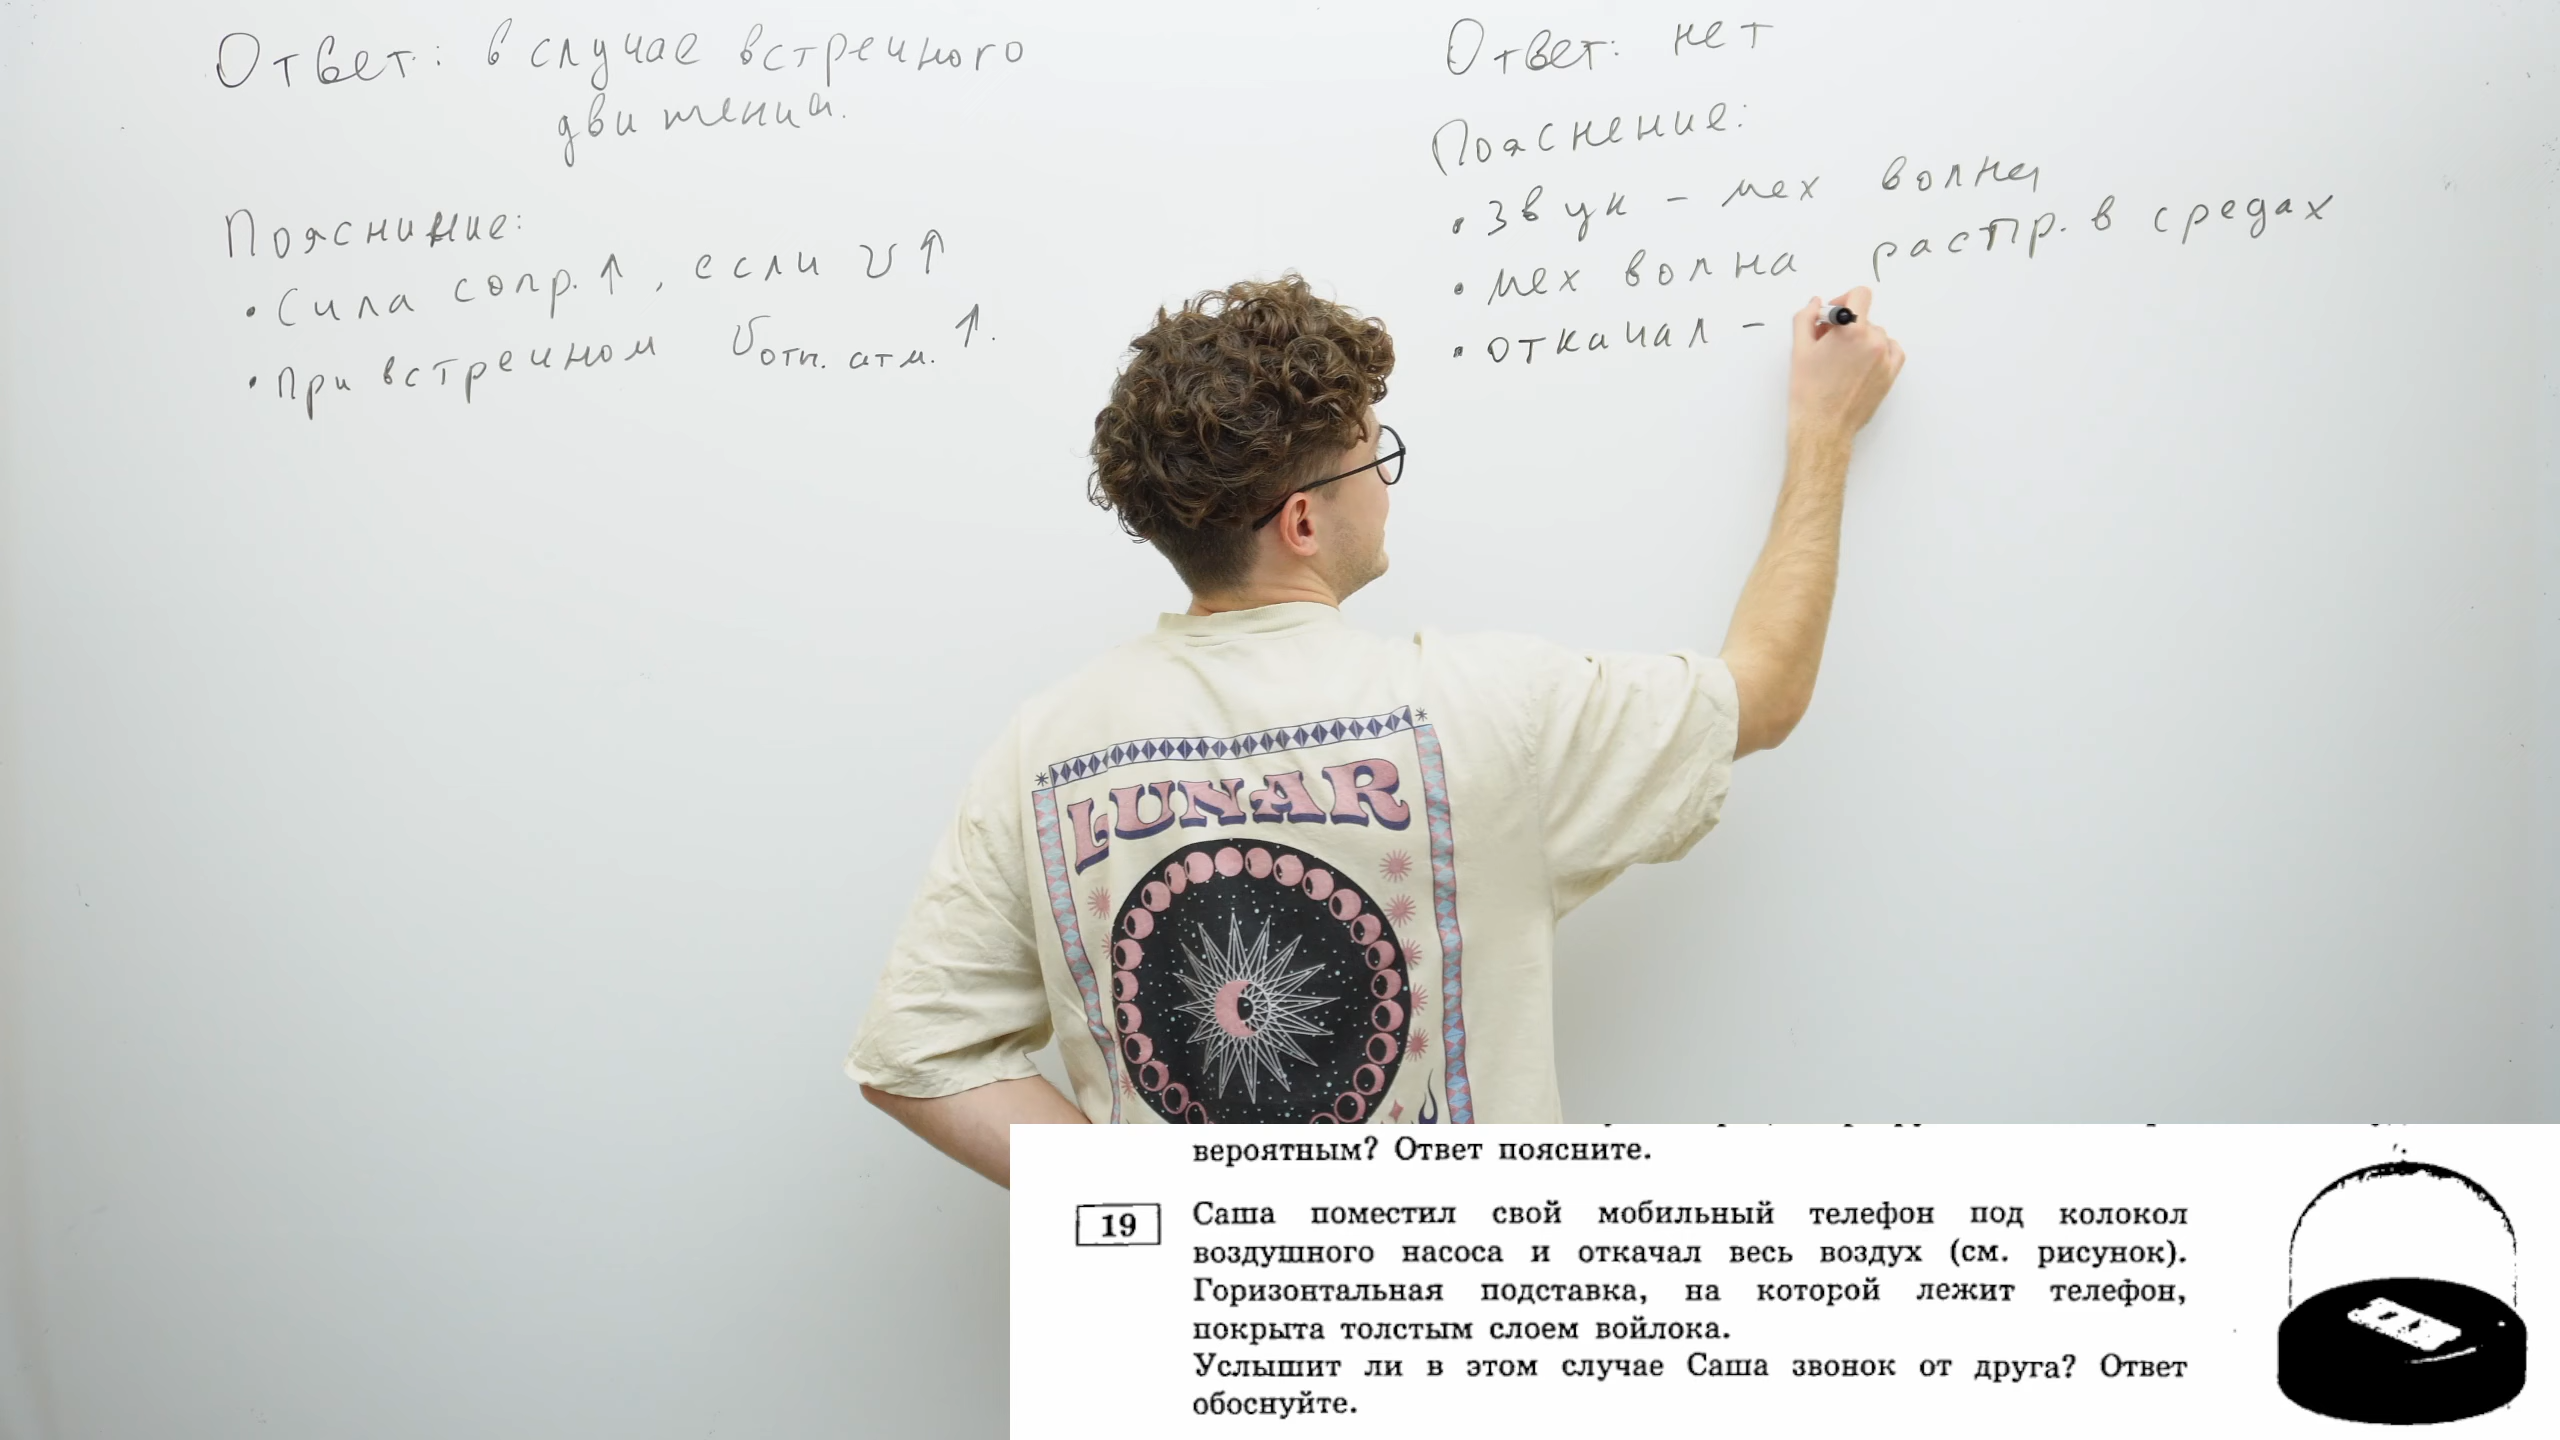 Ответ: в случае встречного
движения.
Поясниние:
• Сила сопр. ↑, если υ ↑
• При встречном υотн. атм. ↑.
Ответ: нет
Пояснение:
• Звук - мех волна
• мех волна распр. в средах
• откачал -
LUNAR
вероятным? Ответ поясните.
19
Саша поместил свой мобильный телефон под колокол
воздушного насоса и откачал весь воздух (см. рисунок).
Горизонтальная подставка, на которой лежит телефон,
покрыта толстым слоем войлока.
Услышит ли в этом случае Саша звонок от друга? Ответ
обоснуйте.